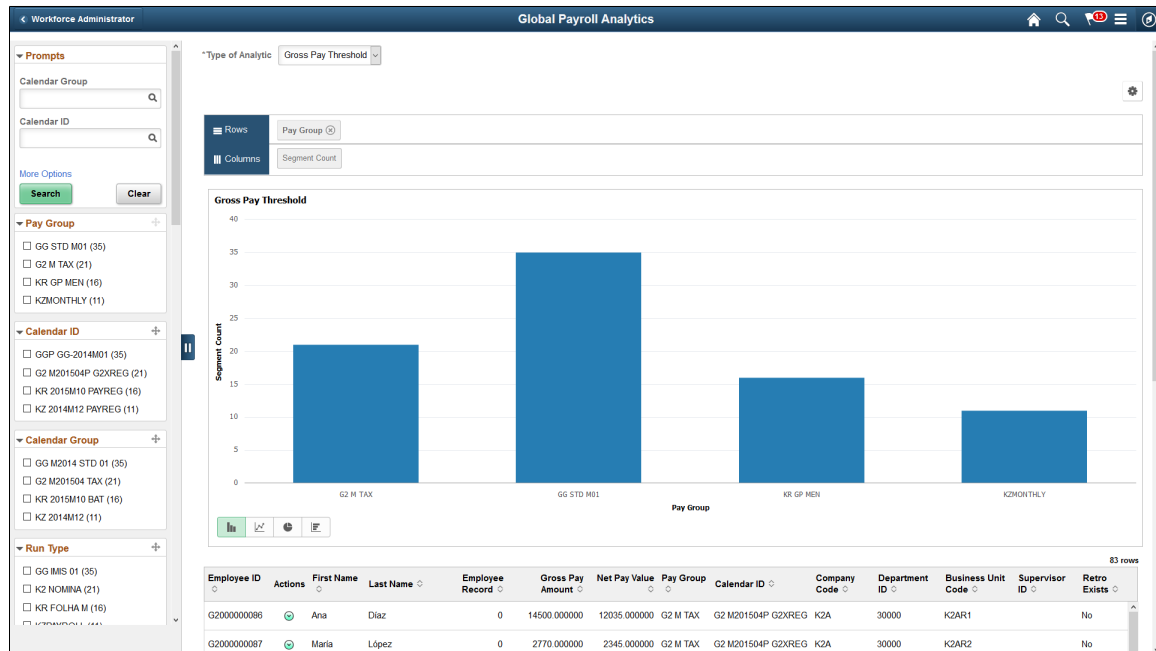 Workforce Administrator
Global Payroll Analytics
13
Prompts
Calendar Group
Calendar ID
More Options
Search Clear
Pay Group
GG STD M01 (35)
G2 M TAX (21)
KR GP MEN (16)
KZMONTHLY (11)
Calendar ID
GGP GG-2014M01 (35)
G2 M201504P G2XREG (21)
KR 2015M10 PAYREG (16)
KZ 2014M12 PAYREG (11)
Calendar Group
GG M2014 STD 01 (35)
G2 M201504 TAX (21)
KR 2015M10 BAT (16)
KZ 2014M12 (11)
Run Type
GG IMIS 01 (35)
K2 NOMINA (21)
KR FOLHA M (16)
*Type of Analytic Gross Pay Threshold
Rows Pay Group
Columns Segment Count
Gross Pay Threshold
40
35
30
25
20
15
10
5
0
Segment Count
G2 M TAX GG STD M01 KR GP MEN KZMONTHLY
Pay Group
83 rows
Employee ID Actions First Name Last Name Employee Record Gross Pay Amount Net Pay Value Pay Group Calendar ID Company Code Department ID Business Unit Code Supervisor ID Retro Exists
G2000000086 Ana Díaz 0 14500.000000 12035.000000 G2 M TAX G2 M201504P G2XREG K2A 30000 K2AR1 No
G2000000087 María López 0 2770.000000 2345.000000 G2 M TAX G2 M201504P G2XREG K2A 30000 K2AR2 No